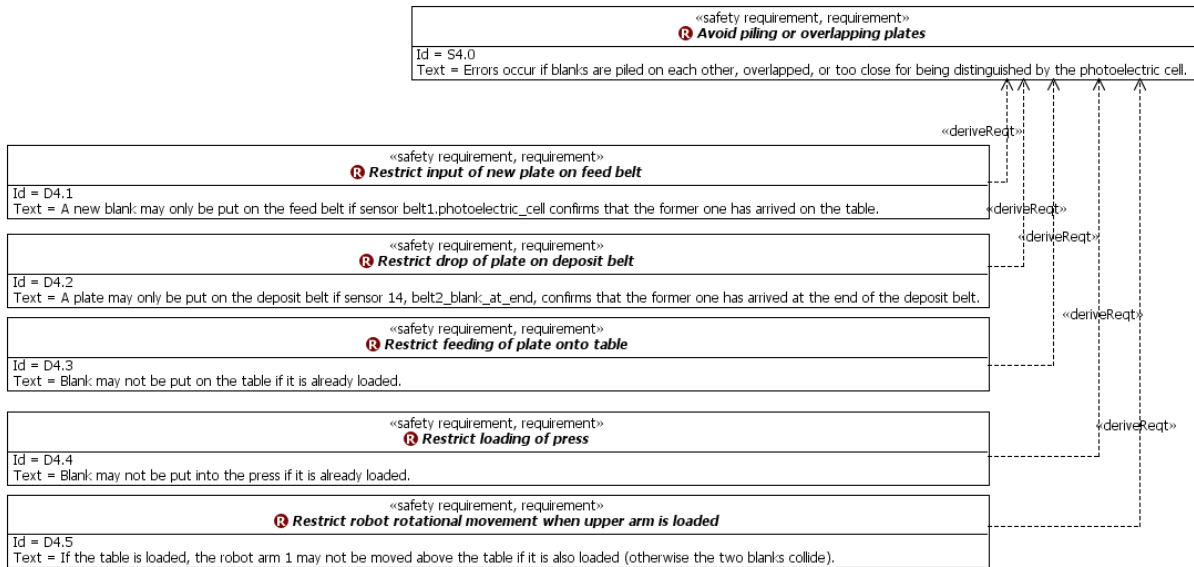 «safety requirement, requirement»
R Avoid piling or overlapping plates
Id = S4.0
Text = Errors occur if blanks are piled on each other, overlapped, or too close for being distinguished by the photoelectric cell.
«deriveReqt»
«safety requirement, requirement»
R Restrict input of new plate on feed belt
Id = D4.1
Text = A new blank may only be put on the feed belt if sensor belt1.photoelectric_cell confirms that the former one has arrived on the table.
«deriveReqt»
«deriveReqt»
«safety requirement, requirement»
R Restrict drop of plate on deposit belt
Id = D4.2
Text = A plate may only be put on the deposit belt if sensor 14, belt2_blank_at_end, confirms that the former one has arrived at the end of the deposit belt.
«deriveReqt»
«safety requirement, requirement»
R Restrict feeding of plate onto table
Id = D4.3
Text = Blank may not be put on the table if it is already loaded.
«deriveReqt»
«safety requirement, requirement»
R Restrict loading of press
Id = D4.4
Text = Blank may not be put into the press if it is already loaded.
«safety requirement, requirement»
R Restrict robot rotational movement when upper arm is loaded
Id = D4.5
Text = If the table is loaded, the robot arm 1 may not be moved above the table if it is also loaded (otherwise the two blanks collide).